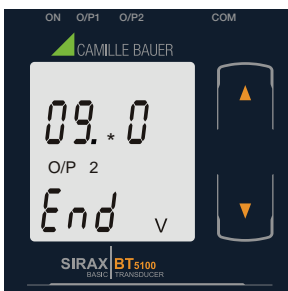 ON O/P1 O/P2 COM
CAMILLE BAUER
09.* 0
O/P 2
End V
SIRAX BT5100
BASIC TRANSDUCER